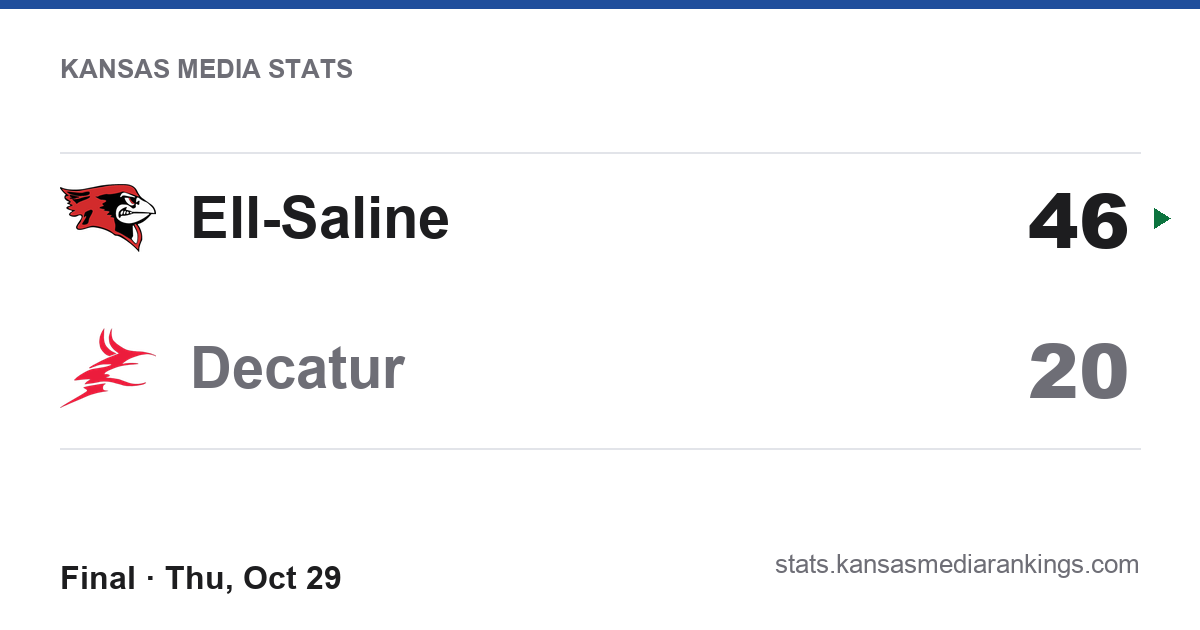 KANSAS MEDIA STATS
Ell-Saline 46
Decatur 20
Final · Thu, Oct 29
stats.kansasmediarankings.com